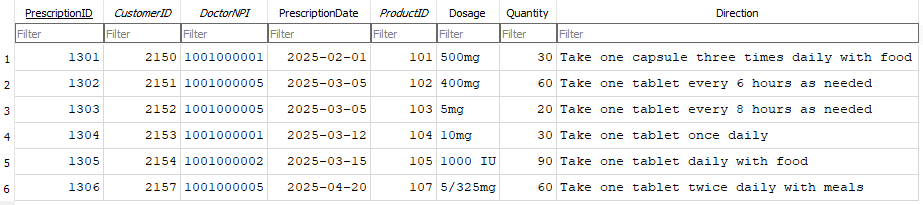 PrescriptionID CustomerID DoctorNPI PrescriptionDate ProductID Dosage Quantity Direction
Filter Filter Filter Filter Filter Filter Filter Filter
1 1301 2150 1001000001 2025-02-01 101 500mg 30 Take one capsule three times daily with food
2 1302 2151 1001000005 2025-03-05 102 400mg 60 Take one tablet every 6 hours as needed
3 1303 2152 1001000005 2025-03-05 103 5mg 20 Take one tablet every 8 hours as needed
4 1304 2153 1001000001 2025-03-12 104 10mg 30 Take one tablet once daily
5 1305 2154 1001000002 2025-03-15 105 1000 IU 90 Take one tablet daily with food
6 1306 2157 1001000005 2025-04-20 107 5/325mg 60 Take one tablet twice daily with meals